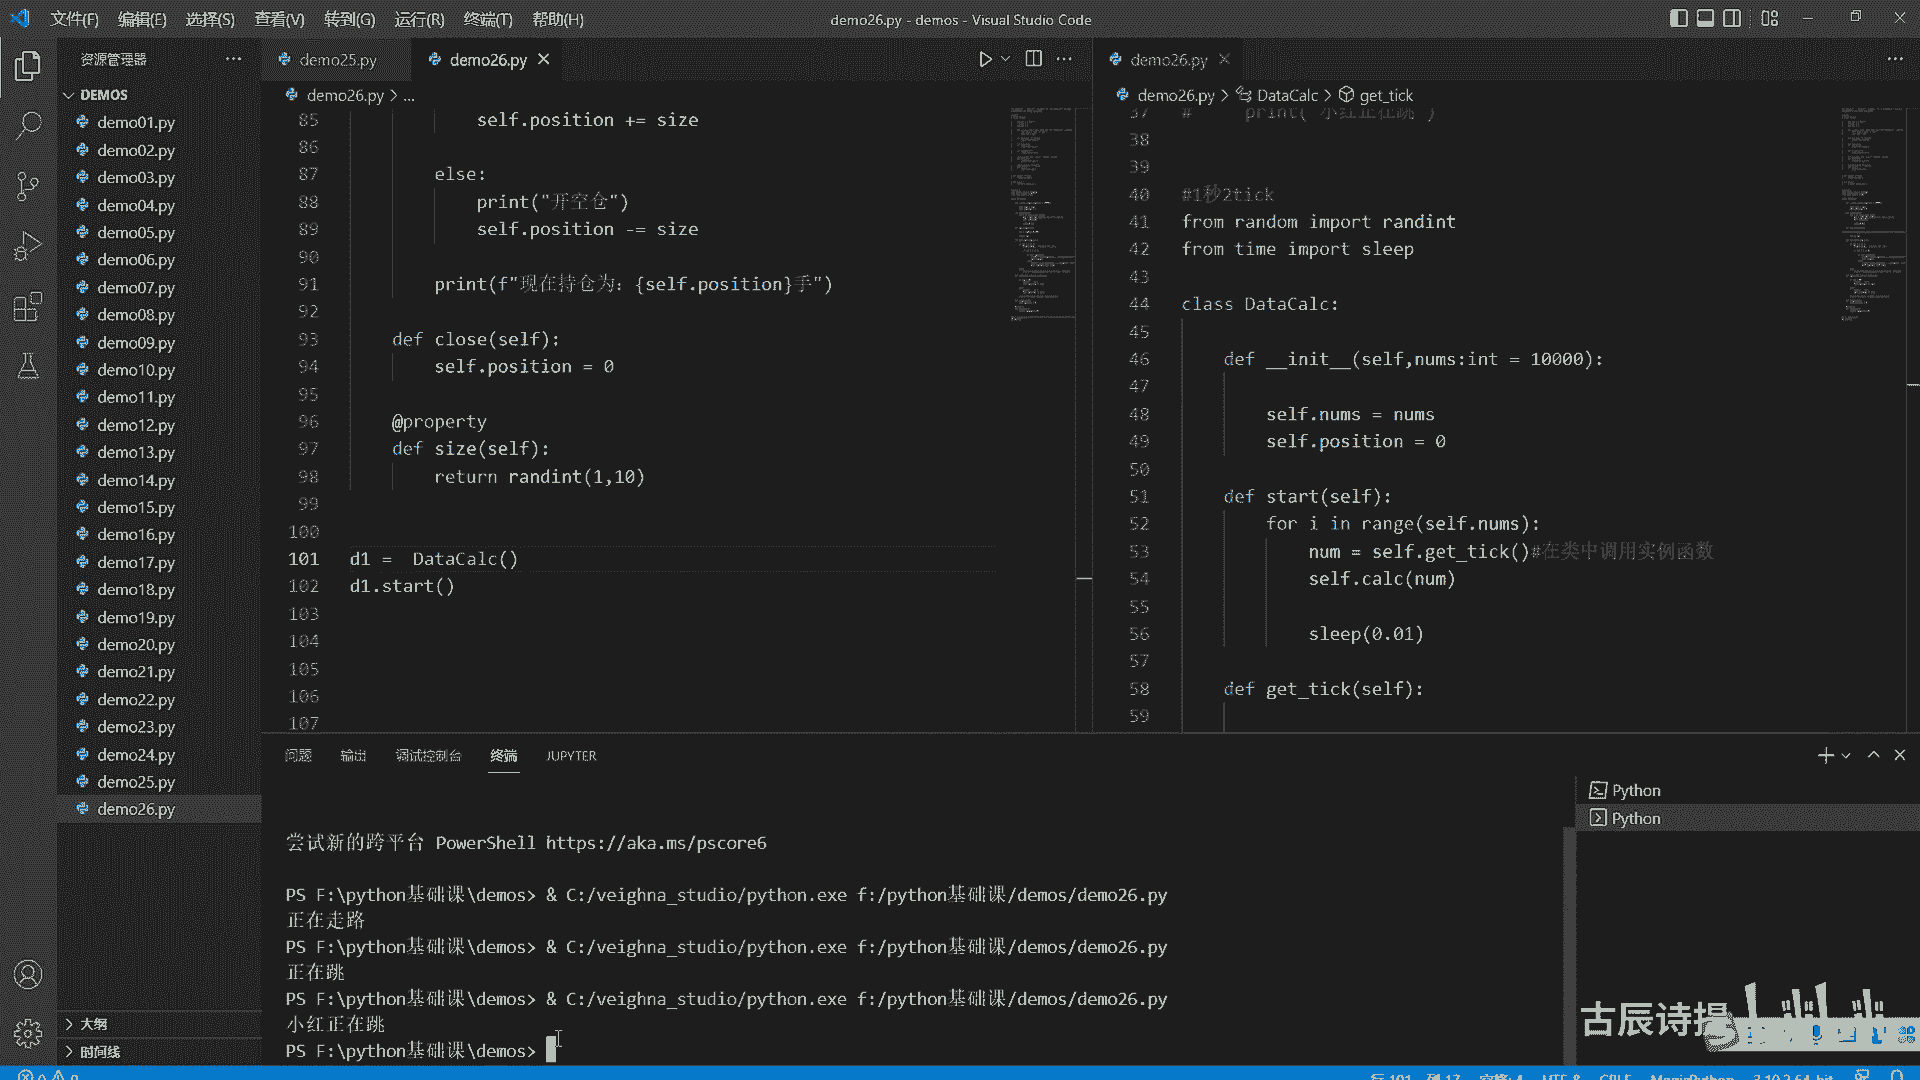 文件(F) 编辑(E) 选择(S) 查看(V) 转到(G) 运行(R) 终端(T) 帮助(H)
demo26.py - demos - Visual Studio Code
资源管理器
DEMOS
demo01.py
demo02.py
demo03.py
demo04.py
demo05.py
demo06.py
demo07.py
demo08.py
demo09.py
demo10.py
demo11.py
demo12.py
demo13.py
demo14.py
demo15.py
demo16.py
demo17.py
demo18.py
demo19.py
demo20.py
demo21.py
demo22.py
demo23.py
demo24.py
demo25.py
demo26.py
大纲
时间线
demo25.py demo26.py
demo26.py > ...
85 self.position += size
86
87 else:
88 print("开空仓")
89 self.position -= size
90
91 print(f"现在持仓为: {self.position}手")
92
93 def close(self):
94 self.position = 0
95
96 @property
97 def size(self):
98 return randint(1,10)
99
100
101 d1 =  DataCalc()
102 d1.start()
103
104
105
106
107
demo26.py
demo26.py > DataCalc > get_tick
37 # print( 小红正在跳 )
38
39
40 #1秒2tick
41 from random import randint
42 from time import sleep
43
44 class DataCalc:
45
46 def __init__(self,nums:int = 10000):
47
48 self.nums = nums
49 self.position = 0
50
51 def start(self):
52 for i in range(self.nums):
53 num = self.get_tick()#在类中调用实例函数
54 self.calc(num)
55
56 sleep(0.01)
57
58 def get_tick(self):
59
问题 输出 调试控制台 终端 JUPYTER
尝试新的跨平台 PowerShell https://aka.ms/pscore6
PS F:\python基础课\demos> & C:/veighna_studio/python.exe f:/python基础课/demos/demo26.py
正在走路
PS F:\python基础课\demos> & C:/veighna_studio/python.exe f:/python基础课/demos/demo26.py
正在跳
PS F:\python基础课\demos> & C:/veighna_studio/python.exe f:/python基础课/demos/demo26.py
小红正在跳
PS F:\python基础课\demos>
Python
Python
古辰诗提